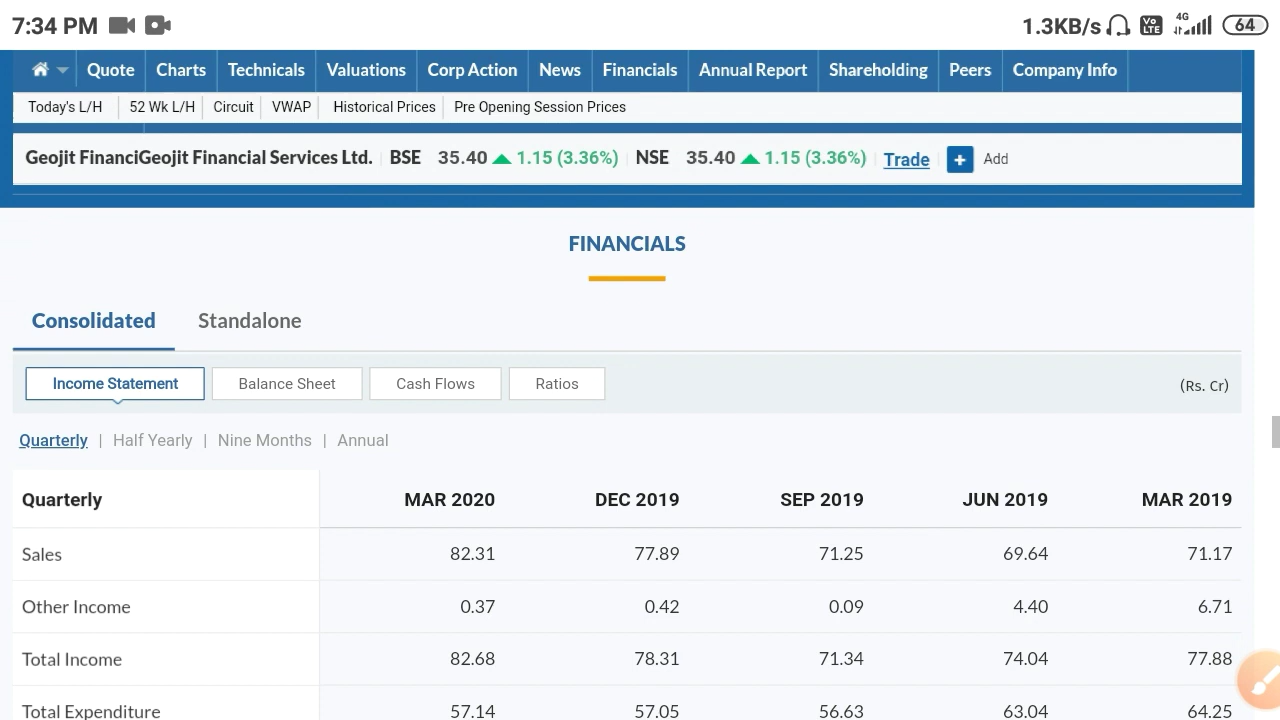 7:34 PM 1.3KB/s Vo LTE 4G 64
Quote Charts Technicals Valuations Corp Action News Financials Annual Report Shareholding Peers Company Info
Today's L/H 52 Wk L/H Circuit VWAP Historical Prices Pre Opening Session Prices
Geojit FinanciGeojit Financial Services Ltd. BSE 35.40 1.15 (3.36%) NSE 35.40 1.15 (3.36%) Trade + Add
FINANCIALS
Consolidated Standalone
Income Statement Balance Sheet Cash Flows Ratios (Rs. Cr)
Quarterly | Half Yearly | Nine Months | Annual
Quarterly MAR 2020 DEC 2019 SEP 2019 JUN 2019 MAR 2019
Sales 82.31 77.89 71.25 69.64 71.17
Other Income 0.37 0.42 0.09 4.40 6.71
Total Income 82.68 78.31 71.34 74.04 77.88
Total Expenditure 57.14 57.05 56.63 63.04 64.25